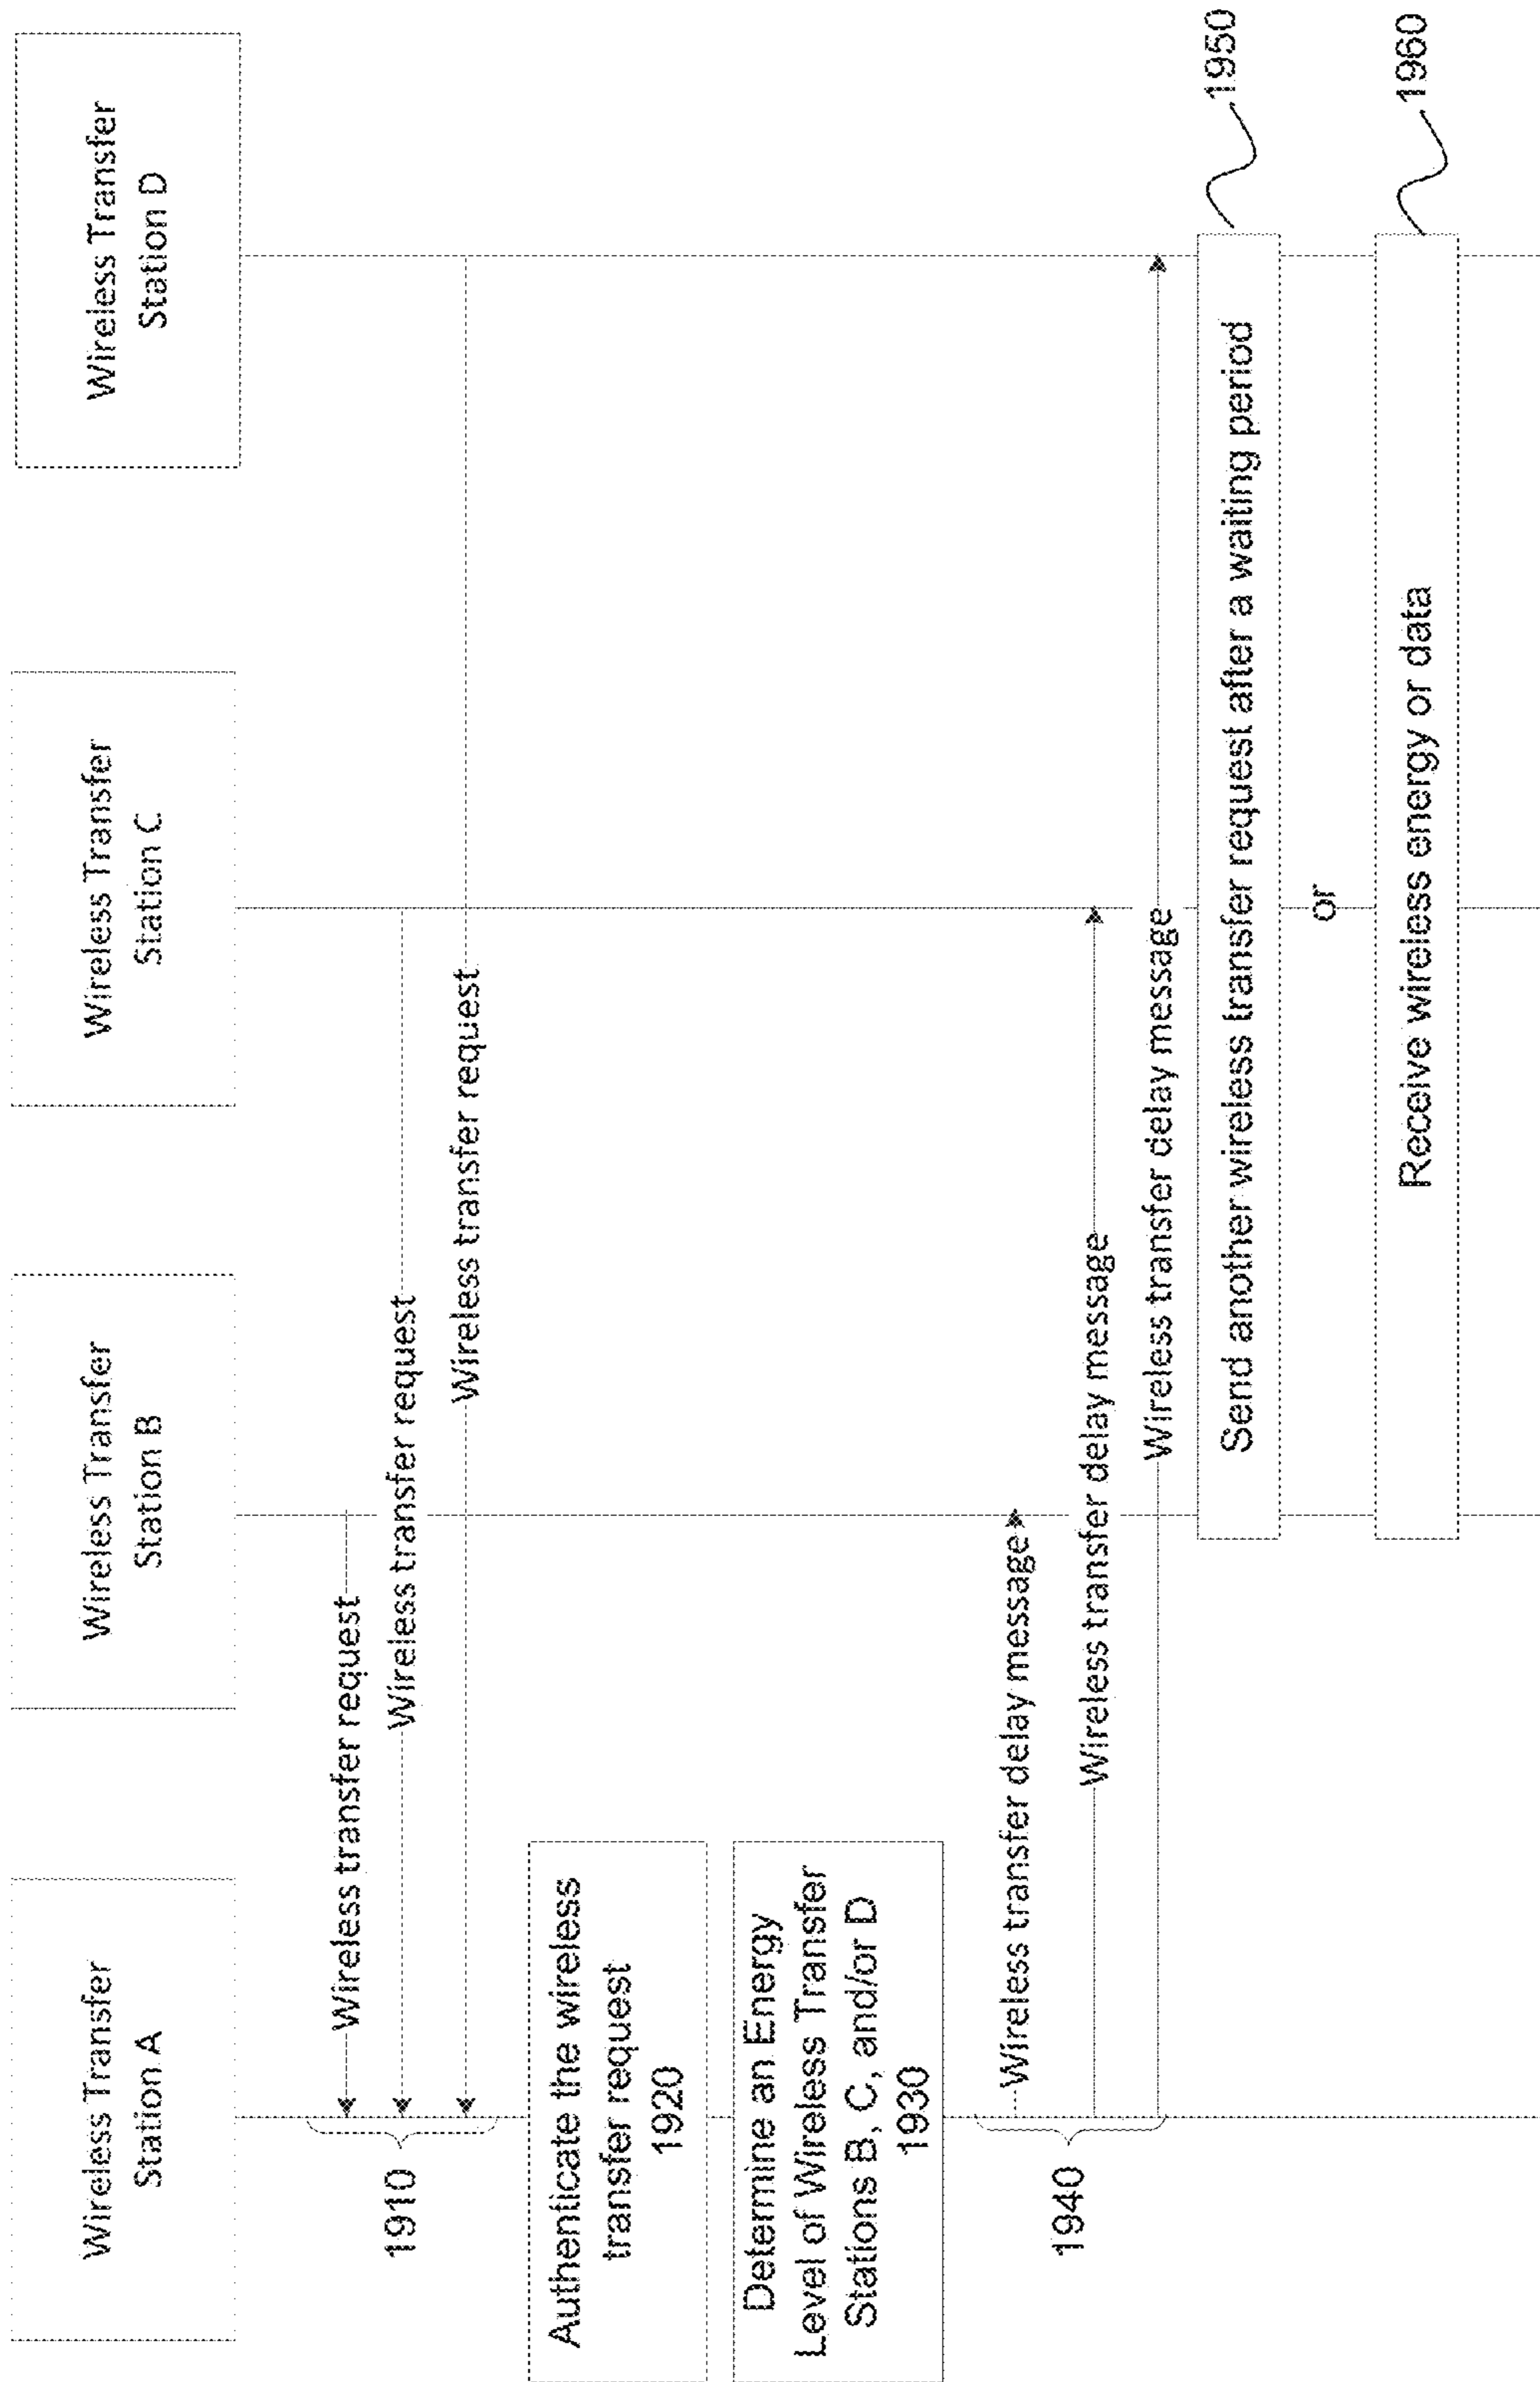 Wireless Transfer
Station A
Wireless Transfer
Station B
Wireless Transfer
Station C
Wireless Transfer
Station D
Wireless transfer request
Wireless transfer request
Wireless transfer request
1910
Authenticate the wireless
transfer request
1920
Determine an Energy
Level of Wireless Transfer
Stations B, C, and/or D
1930
Wireless transfer delay message
Wireless transfer delay message
Wireless transfer delay message
1940
Send another wireless transfer request after a waiting period
1950
or
Receive wireless energy or data
1960